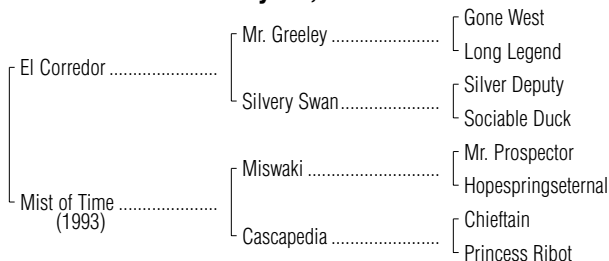 Gone West
Mr. Greeley ....................
Long Legend
El Corredor ....................
Silver Deputy
Silvery Swan ....................
Sociable Duck
Mr. Prospector
Miswaki ........................
Hopespringseternal
Mist of Time ..................
(1993)
Chieftain
Cascapedia ....................
Princess Ribot